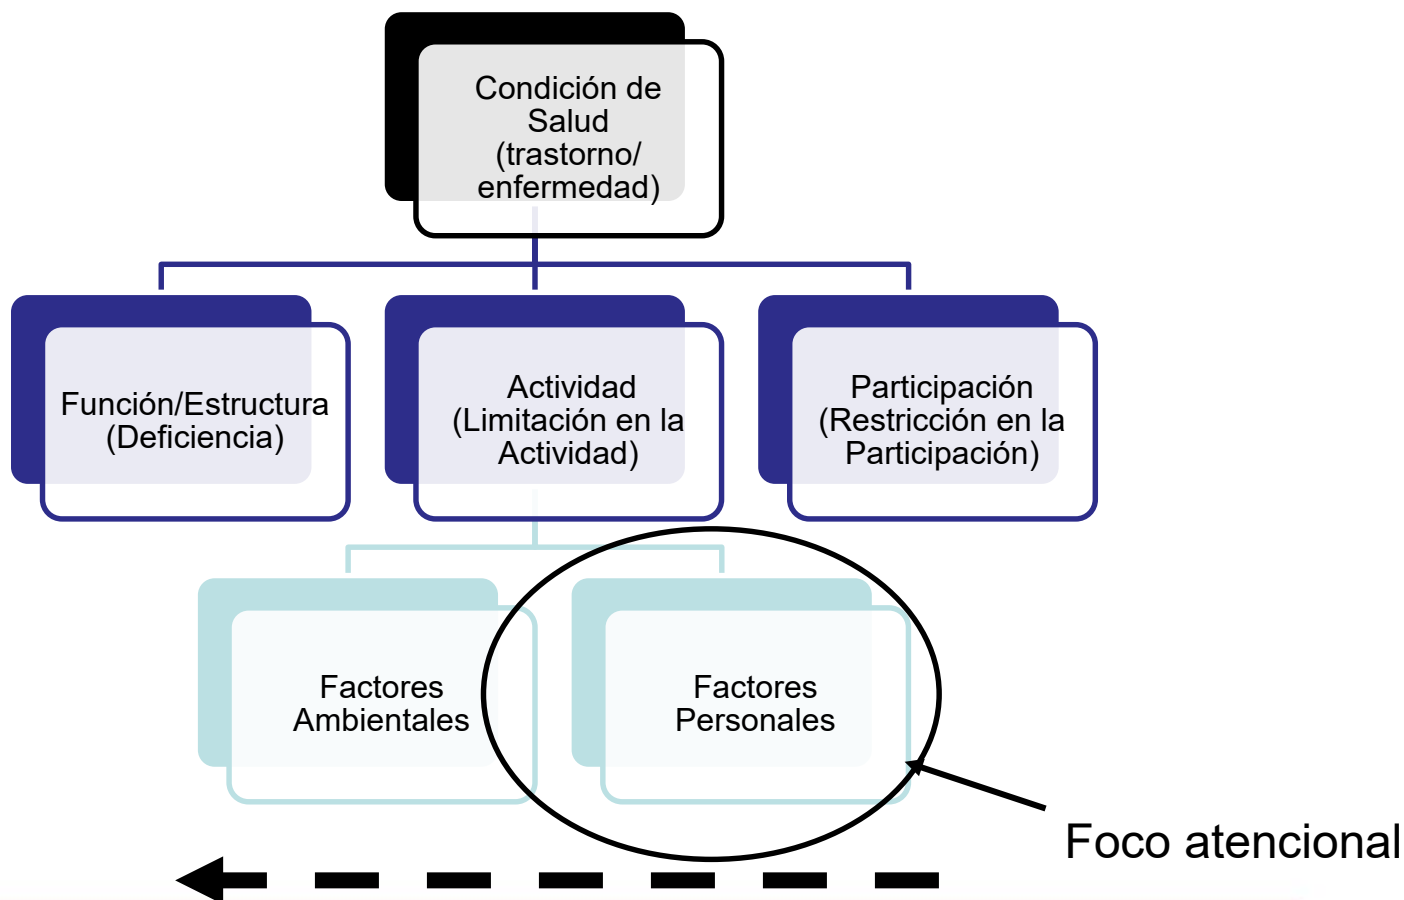 Condición de
Salud
(trastorno/
enfermedad)
Función/Estructura
(Deficiencia)
Actividad
(Limitación en la
Actividad)
Participación
(Restricción en la
Participación)
Factores
Ambientales
Factores
Personales
Foco atencional